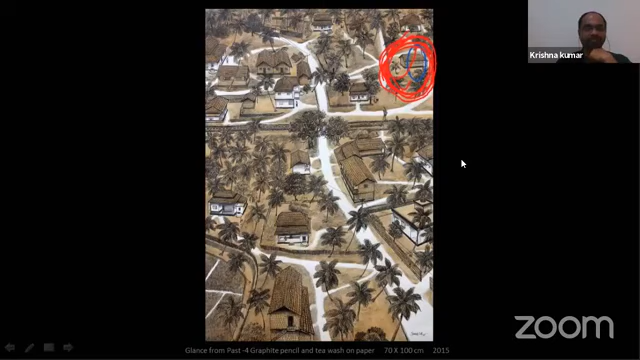 Krishna kumar
Glance from Past -4 Graphite pencil and tea wash on paper 70 X 100 cm 2015
zoom